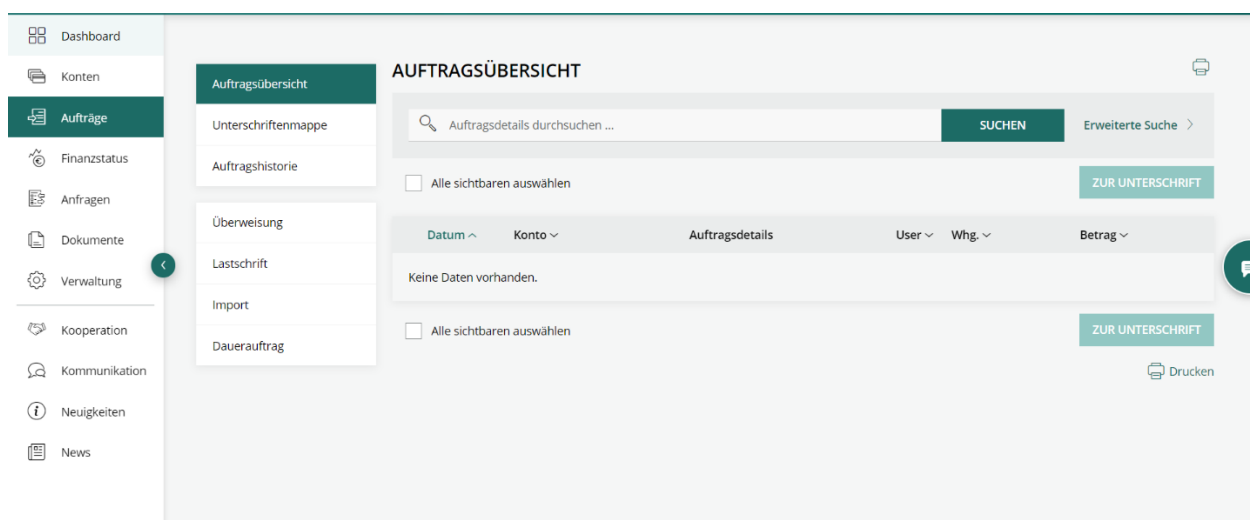 Dashboard
Konten
Aufträge
Finanzstatus
Anfragen
Dokumente
Verwaltung
Kooperation
Kommunikation
Neuigkeiten
News
Auftragsübersicht
Unterschriftenmappe
Auftragshistorie
Überweisung
Lastschrift
Import
Dauerauftrag
AUFTRAGSÜBERSICHT
Auftragsdetails durchsuchen ... SUCHEN Erweiterte Suche
Alle sichtbaren auswählen ZUR UNTERSCHRIFT
Datum Konto Auftragsdetails User Whg. Betrag
Keine Daten vorhanden.
Alle sichtbaren auswählen ZUR UNTERSCHRIFT
Drucken